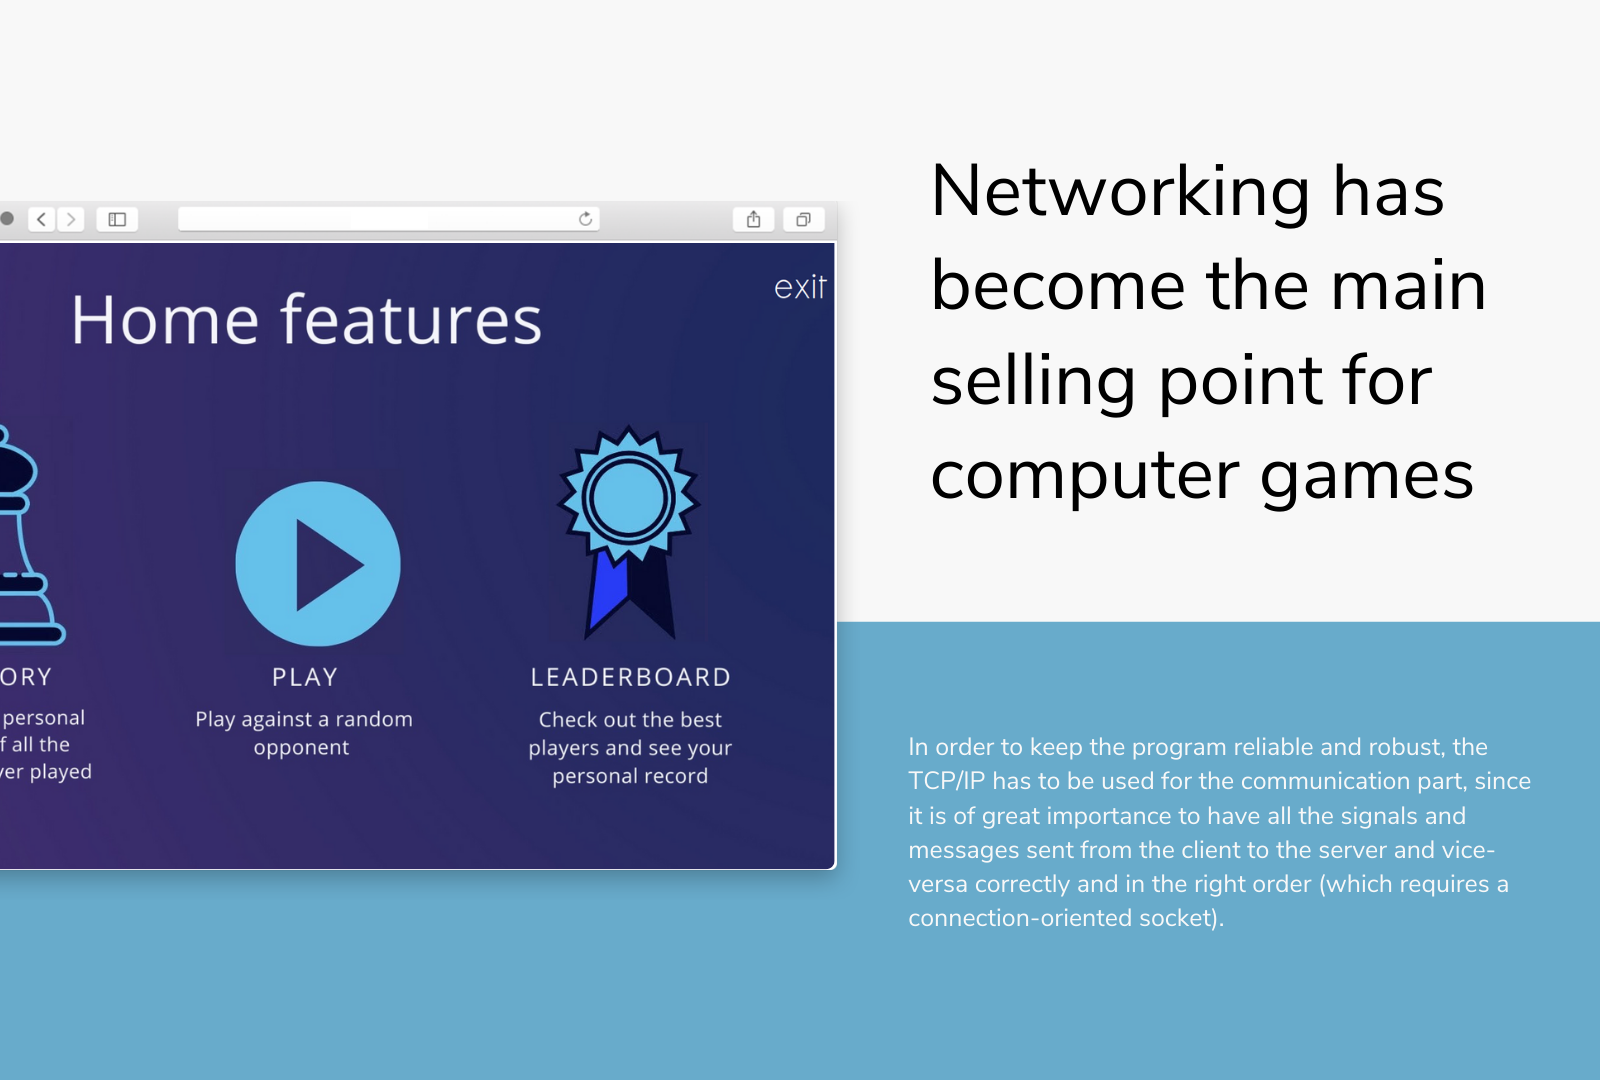 exit
Home features
ORY
personal
f all the
ver played
PLAY
Play against a random
opponent
LEADERBOARD
Check out the best
players and see your
personal record
Networking has
become the main
selling point for
computer games
In order to keep the program reliable and robust, the
TCP/IP has to be used for the communication part, since
it is of great importance to have all the signals and
messages sent from the client to the server and vice-
versa correctly and in the right order (which requires a
connection-oriented socket).